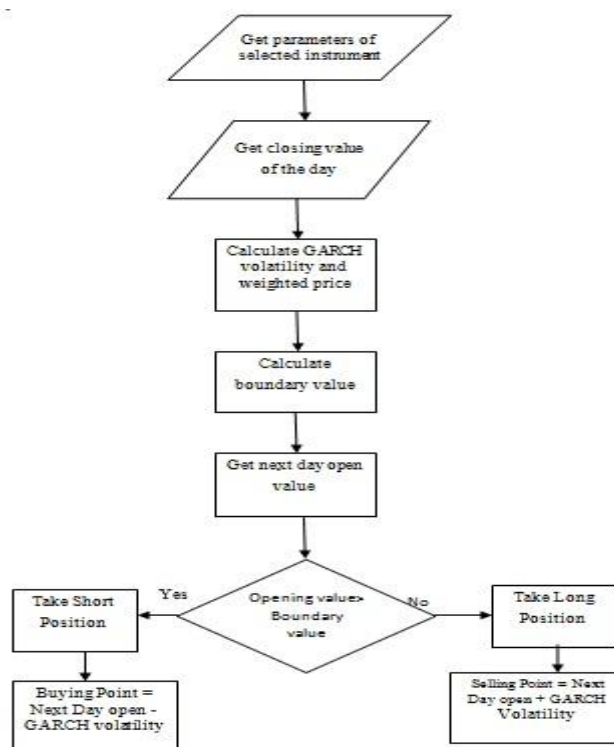 Get parameters of
selected instrument
Get closing value
of the day
Calculate GARCH
volatility and
weighted price
Calculate
boundary value
Get next day open
value
Opening value>
Boundary
value
Yes
No
Take Short
Position
Take Long
Position
Buying Point =
Next Day open -
GARCH volatility
Selling Point = Next
Day open + GARCH
Volatility